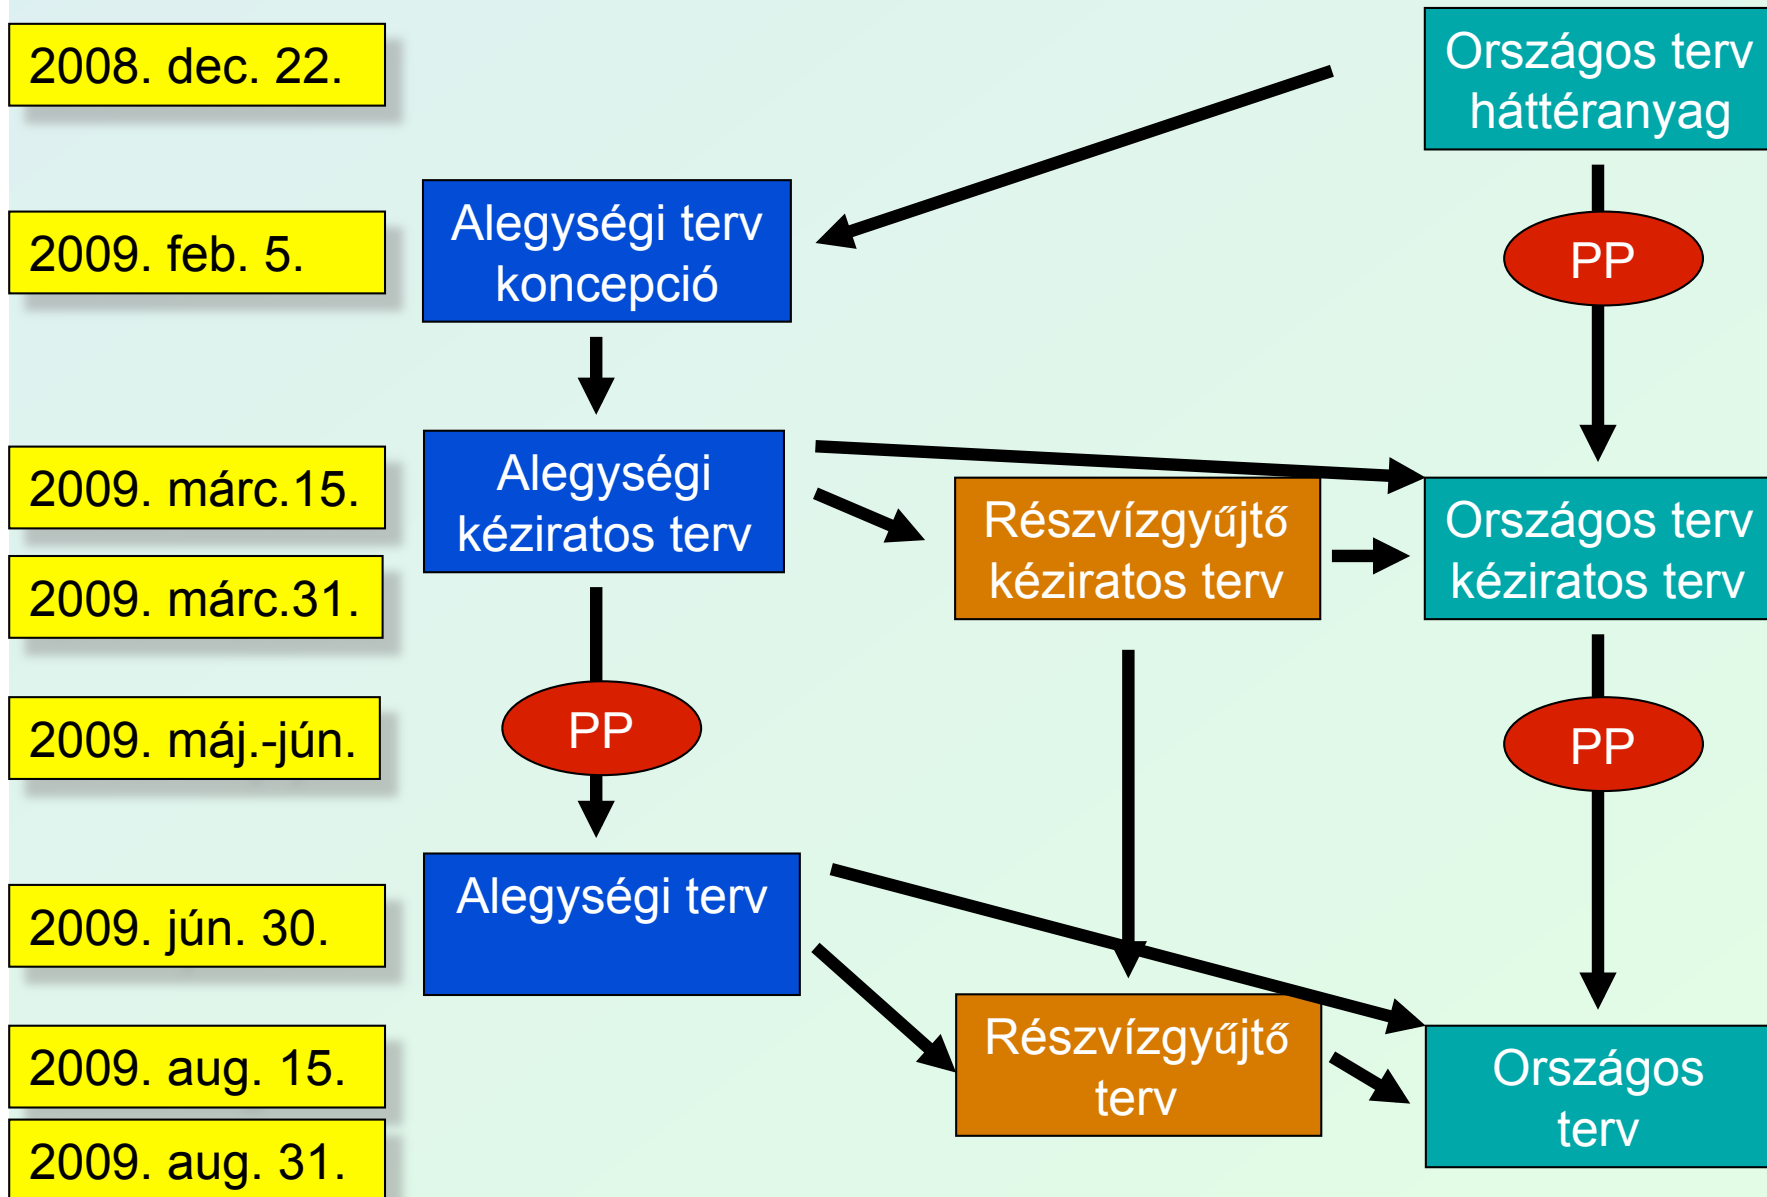 2008. dec. 22.
Országos terv
háttéranyag
2009. feb. 5.
Alegységi terv
koncepció
PP
2009. márc.15.
Alegységi
kéziratos terv
Részvízgyűjtő
kéziratos terv
Országos terv
kéziratos terv
2009. márc.31.
2009. máj.-jún.
PP
PP
2009. jún. 30.
Alegységi terv
Részvízgyűjtő
terv
Országos
terv
2009. aug. 15.
2009. aug. 31.